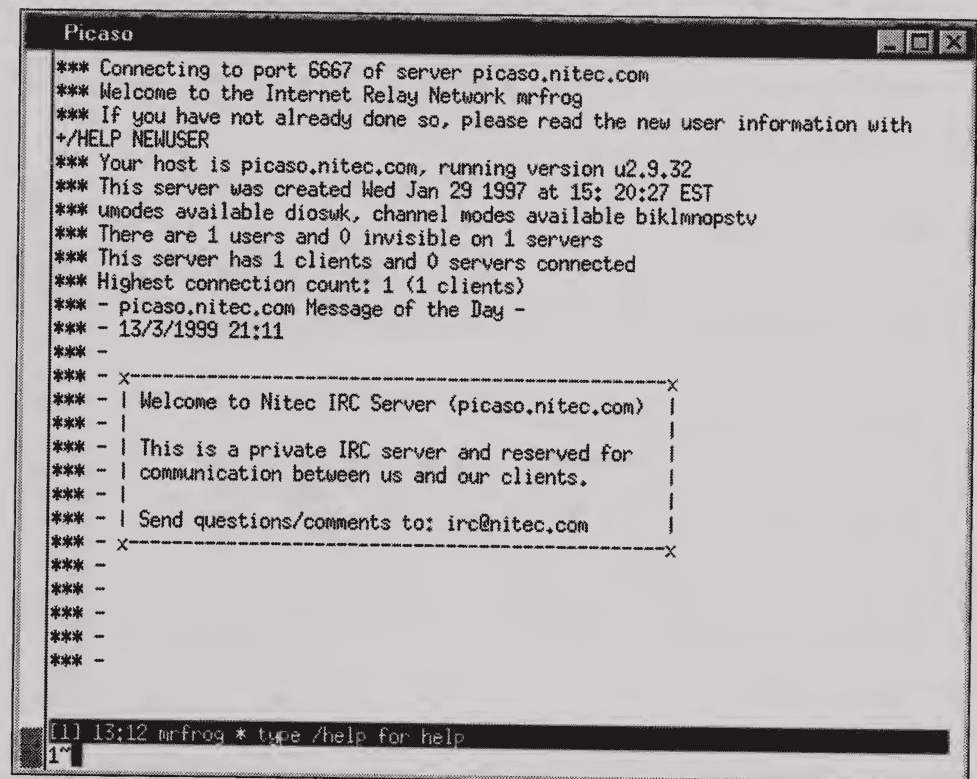 Picaso
*** Connecting to port 6667 of server picaso.nitec.com
*** Welcome to the Internet Relay Network mrfrog
*** If you have not already done so, please read the new user information with
+/HELP NEWUSER
*** Your host is picaso.nitec.com, running version u2.9.32
*** This server was created Wed Jan 29 1997 at 15: 20:27 EST
*** umodes available dioswk, channel modes available biklmnopstv
*** There are 1 users and 0 invisible on 1 servers
*** This server has 1 clients and 0 servers connected
*** Highest connection count: 1 (1 clients)
*** - picaso.nitec.com Message of the Day -
*** - 13/3/1999 21:11
*** -
*** - x------------------------------------------------------x
*** - | Welcome to Nitec IRC Server (picaso.nitec.com) |
*** - | |
*** - | This is a private IRC server and reserved for |
*** - | communication between us and our clients. |
*** - | |
*** - | Send questions/comments to: irc@nitec.com |
*** - x------------------------------------------------------x
*** -
*** -
*** -
*** -
*** -
[1] 13:12 mrfrog * type /help for help
1~